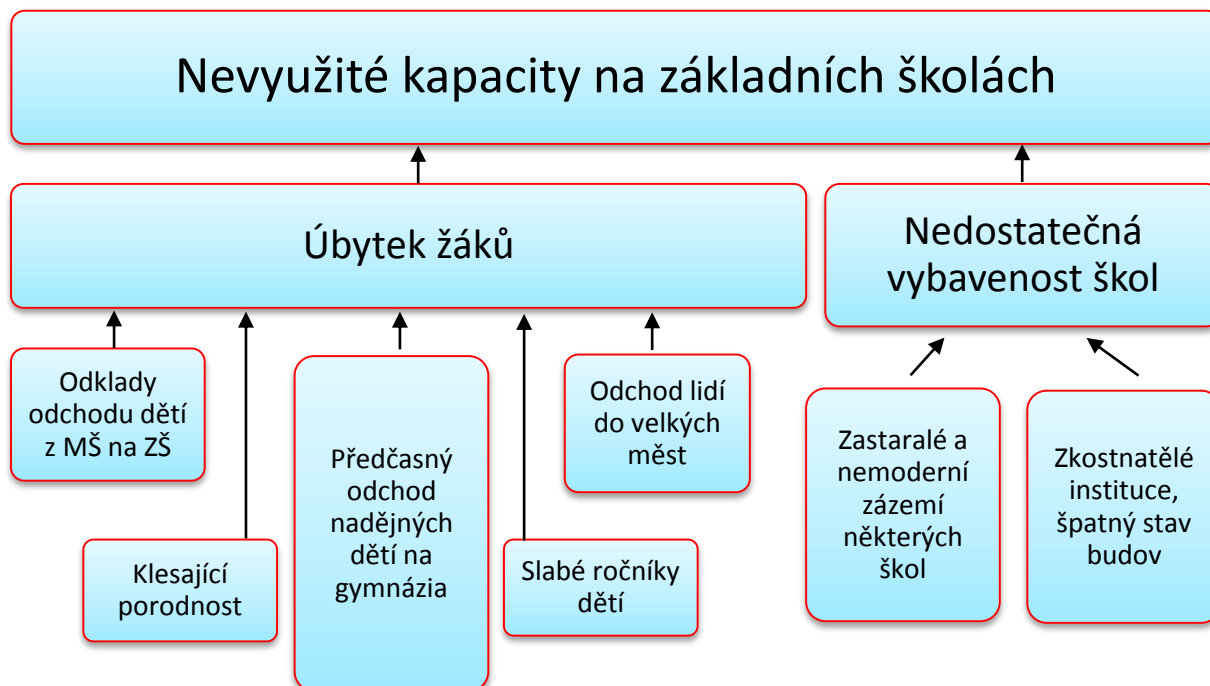 Nevyužité kapacity na základních školách
Úbytek žáků
Nedostatečná
vybavenost škol
Odklady
odchodu dětí
z MŠ na ZŠ
Klesající
porodnost
Předčasný
odchod
nadějných
dětí na
gymnázia
Slabé ročníky
dětí
Odchod lidí
do velkých
měst
Zastaralé a
nemoderní
zázemí
některých
škol
Zkostnatělé
instituce,
špatný stav
budov